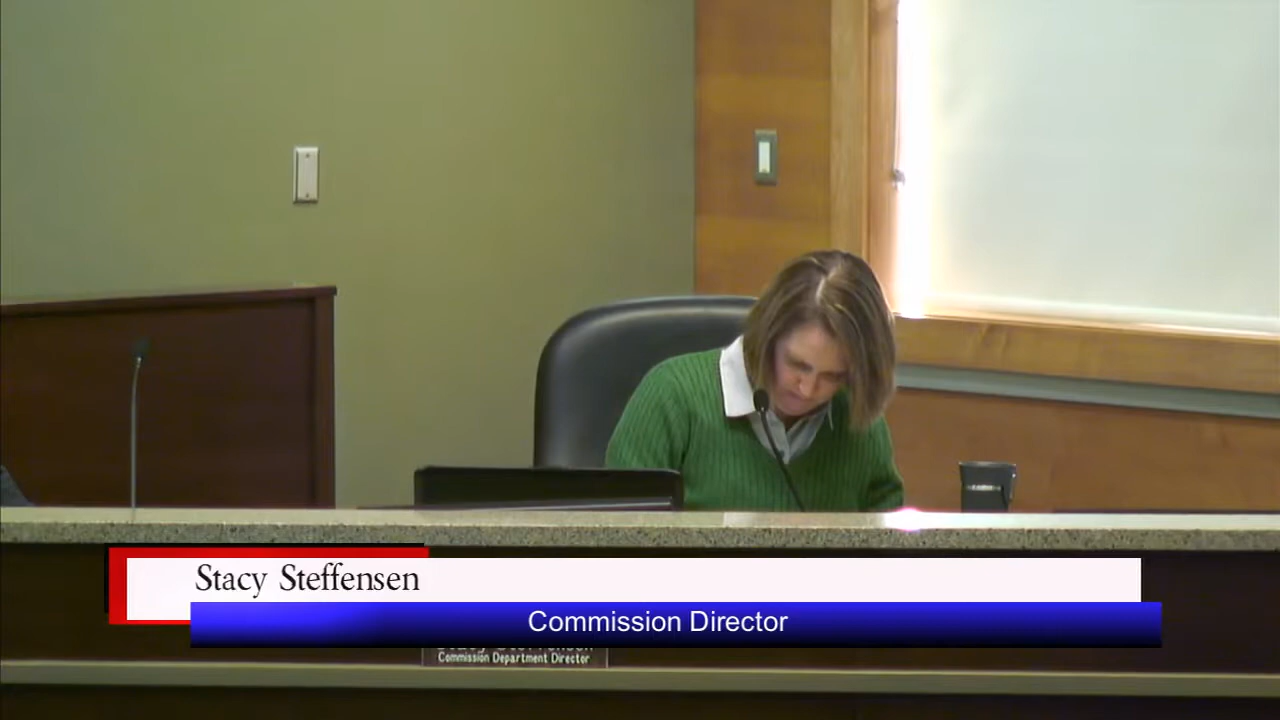 Stacy Steffensen
Commission Director
Commission Department Director